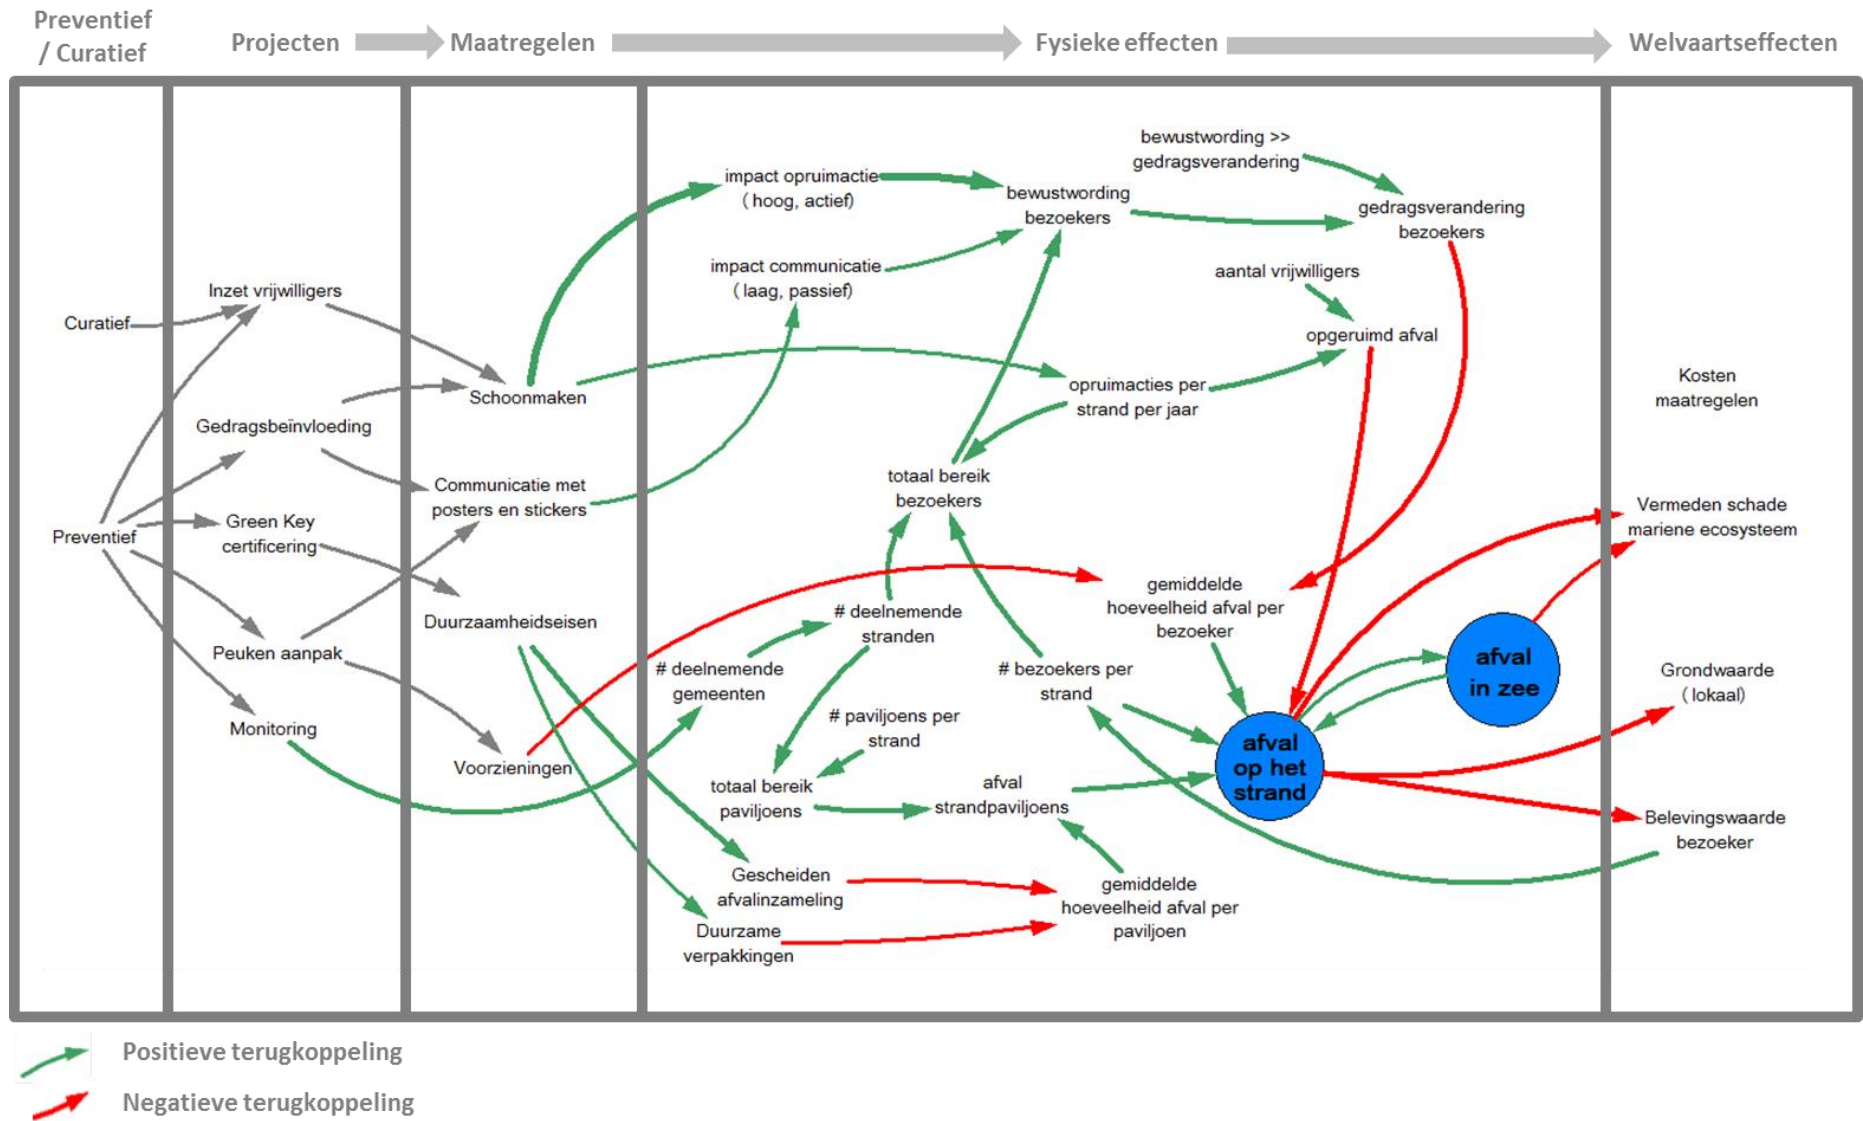 Preventief
/ Curatief
Projecten
Maatregelen
Fysieke effecten
Welvaartseffecten
Curatief
Preventief
Inzet vrijwilligers
Gedragsbeïnvloeding
Green Key
certificering
Peuken aanpak
Monitoring
Schoonmaken
Communicatie met
posters en stickers
Duurzaamheidseisen
Voorzieningen
impact opruimactie
( hoog, actief)
impact communicatie
( laag, passief)
bewustwording
bezoekers
bewustwording >>
gedragsverandering
gedragsverandering
bezoekers
aantal vrijwilligers
opgeruimd afval
opruimacties per
strand per jaar
totaal bereik
bezoekers
# deelnemende
stranden
# deelnemende
gemeenten
# paviljoens per
strand
totaal bereik
paviljoens
afval
strandpaviljoens
# bezoekers per
strand
gemiddelde
hoeveelheid afval per
bezoeker
Gescheiden
afvalinzameling
Duurzame
verpakkingen
gemiddelde
hoeveelheid afval per
paviljoen
afval
op het
strand
afval
in zee
Kosten
maatregelen
Vermeden schade
mariene ecosysteem
Grondwaarde
( lokaal)
Belevingswaarde
bezoeker
Positieve terugkoppeling
Negatieve terugkoppeling